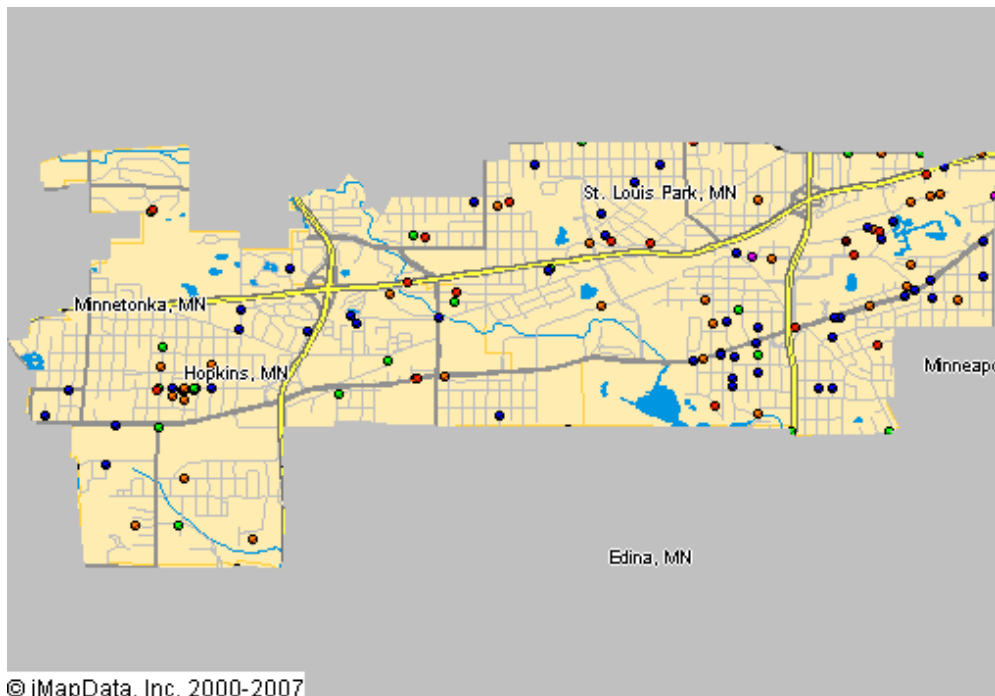 St. Louis Park, MN
Minnetonka, MN
Hopkins, MN
Edina, MN
© iMapData, Inc. 2000-2007